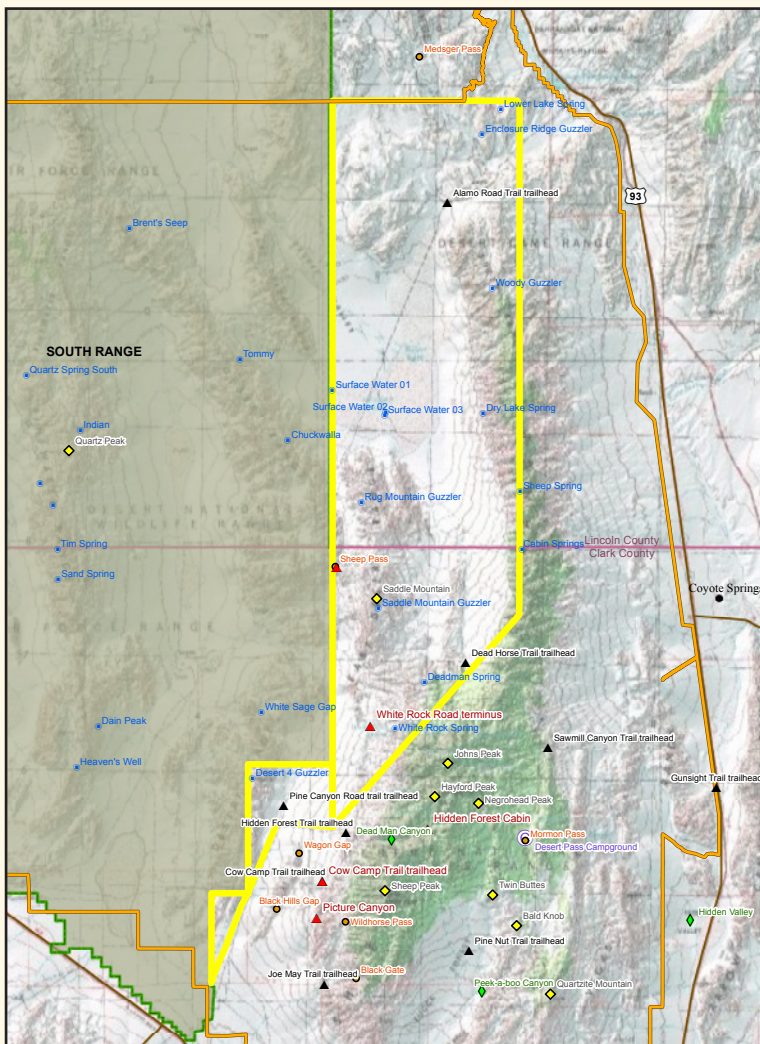 Medsger Pass
Lower Lake Spring
Enclosure Ridge Guzzler
Alamo Road Trail trailhead
93
Brent's Seep
DESERT GAME RANGE
Woody Guzzler
SOUTH RANGE
Tommy
Quartz Spring South
Surface Water 01
Surface Water 02
Surface Water 03
Dry Lake Spring
Indian
Chuckwalla
Quartz Peak
Sheep Spring
Rug Mountain Guzzler
Tim Spring
Cabin Springs
Lincoln County
Clark County
Sheep Pass
Sand Spring
Saddle Mountain
Saddle Mountain Guzzler
Coyote Springs
Dead Horse Trail trailhead
Deadman Spring
White Sage Gap
White Rock Road terminus
Dain Peak
White Rock Spring
Sawmill Canyon Trail trailhead
Johns Peak
Heaven's Well
Desert 4 Guzzler
Gunsight Trail trailhead
Pine Canyon Road trail trailhead
Hayford Peak
Negrohead Peak
Hidden Forest Trail trailhead
Hidden Forest Cabin
Dead Man Canyon
Mormon Pass
Desert Pass Campground
Wagon Gap
Cow Camp Trail trailhead
Cow Camp Trail trailhead
Sheep Peak
Twin Buttes
Black Hills Gap
Picture Canyon
Wildhorse Pass
Bald Knob
Hidden Valley
Pine Nut Trail trailhead
Joe May Trail trailhead
Black Gate
Peek-a-boo Canyon
Quartzite Mountain